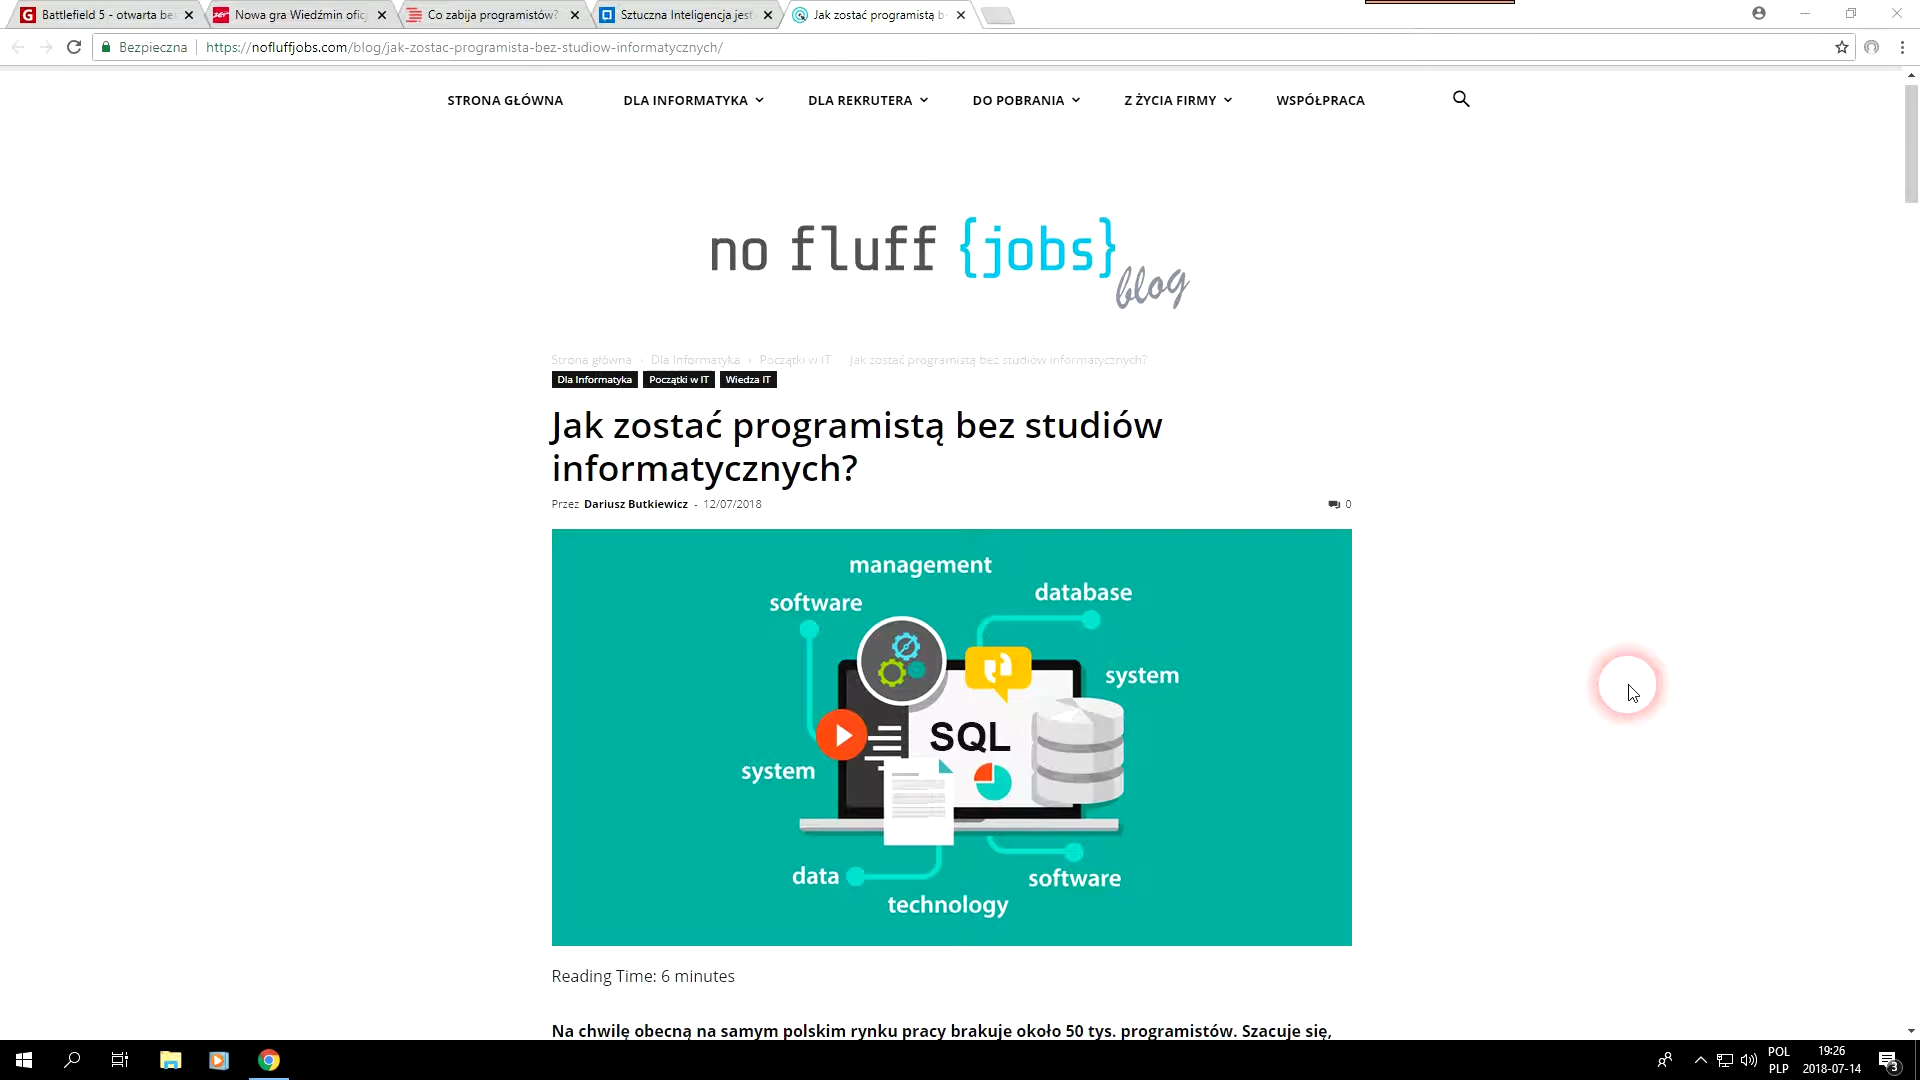 Battlefield 5 - otwarta be
Nowa gra Wiedźmin ofic
Co zabija programistów?
Sztuczna Inteligencja jest
Jak zostać programistą b
Bezpieczna
https://nofluffjobs.com/blog/jak-zostac-programista-bez-studiow-informatycznych/
STRONA GŁÓWNA DLA INFORMATYKA DLA REKRUTERA DO POBRANIA Z ŻYCIA FIRMY WSPÓŁPRACA
no fluff {jobs}
blog
Strona główna › Dla Informatyka › Początki w IT Jak zostać programistą bez studiów informatycznych?
Dla Informatyka Początki w IT Wiedza IT
Jak zostać programistą bez studiów
informatycznych?
Przez Dariusz Butkiewicz - 12/07/2018
0
management
database
software
system
SQL
system
data
software
technology
Reading Time: 6 minutes
Na chwilę obecną na samym polskim rynku pracy brakuje około 50 tys. programistów. Szacuje się,
POL
PLP
19:26
2018-07-14
3